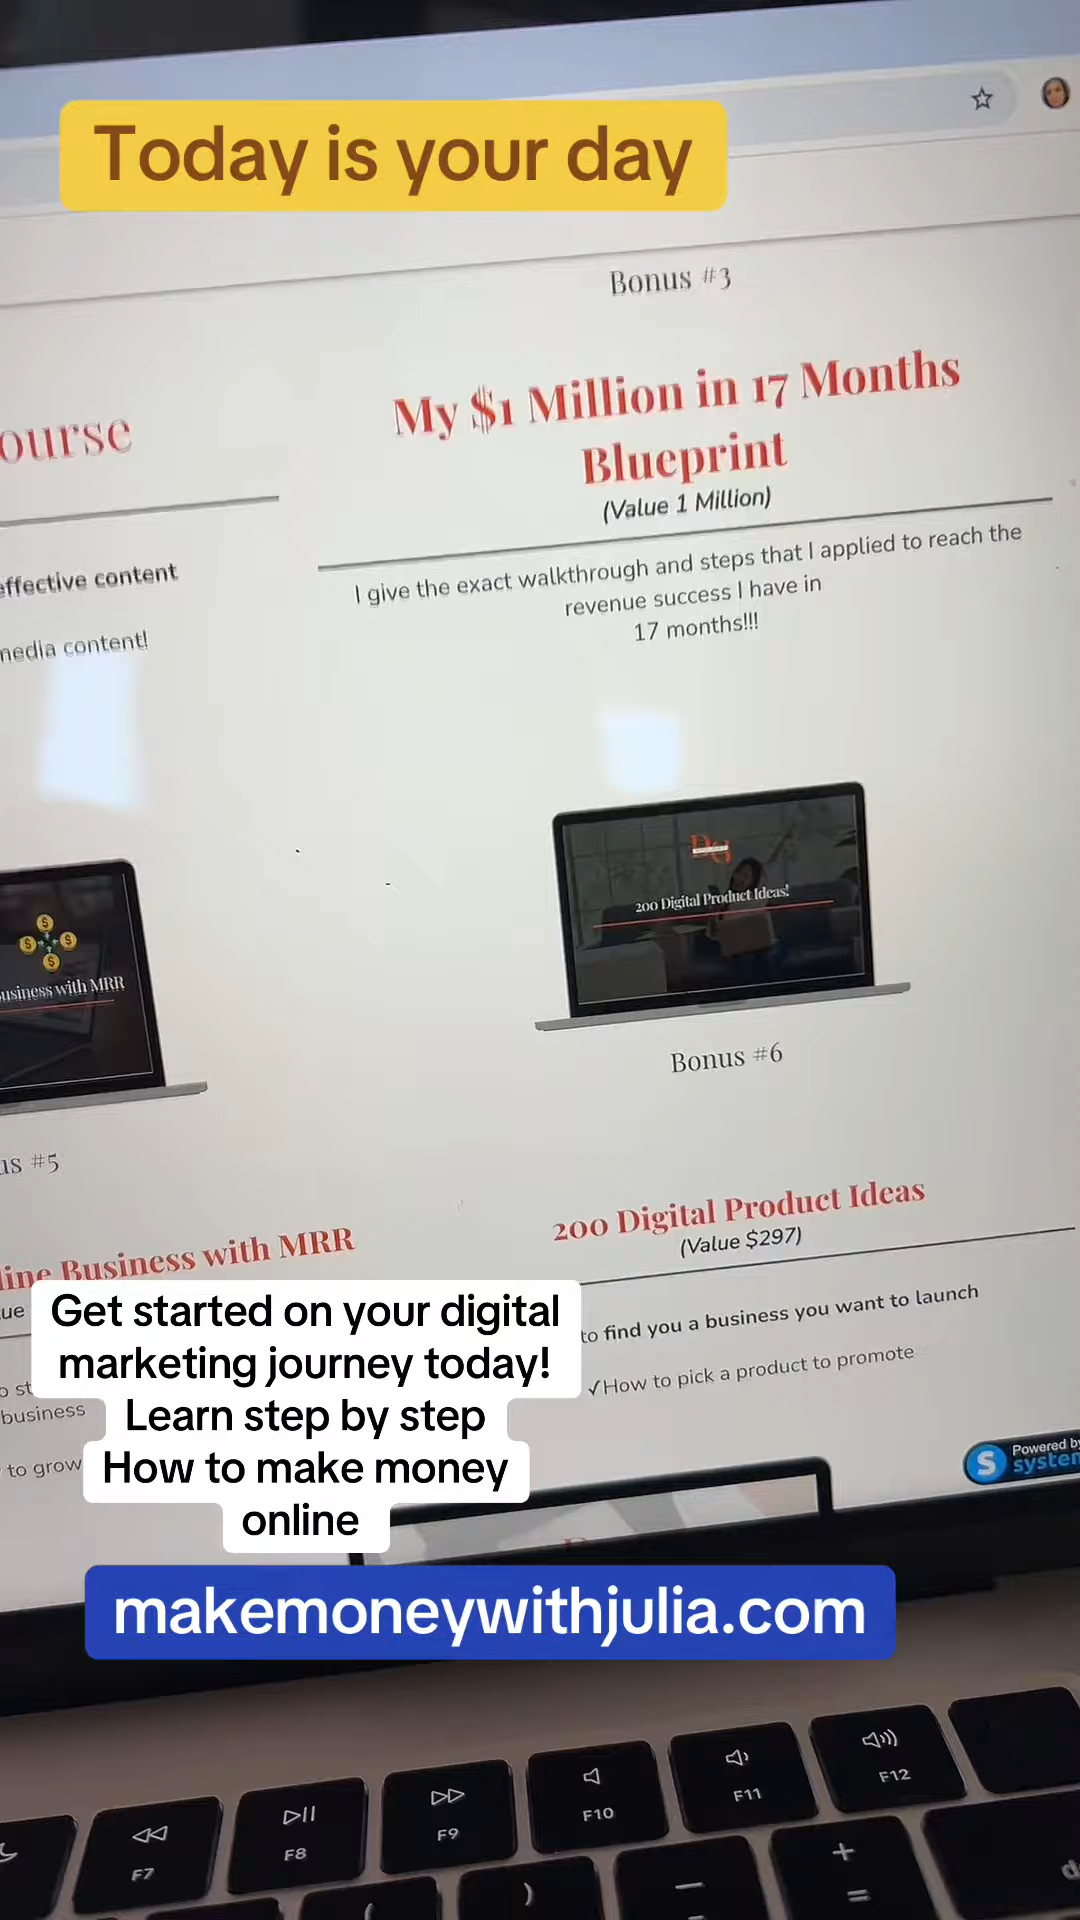 Today is your day
Bonus #3
My $1 Million in 17 Months
Blueprint
(Value 1 Million)
I give the exact walkthrough and steps that I applied to reach the
revenue success I have in
17 months!!!
ourse
effective content
media content!
200 Digital Product Ideas!
Business with MRR
Bonus #6
us #5
200 Digital Product Ideas
(Value $297)
line Business with MRR
ue
to find you a business you want to launch
✓How to pick a product to promote
o st
business
to grow
Get started on your digital
marketing journey today!
Learn step by step
How to make money
online
Powered by
system
makemoneywithjulia.com
F7
F8
F9
F10
F11
F12
(
)
—
-
+
=
d